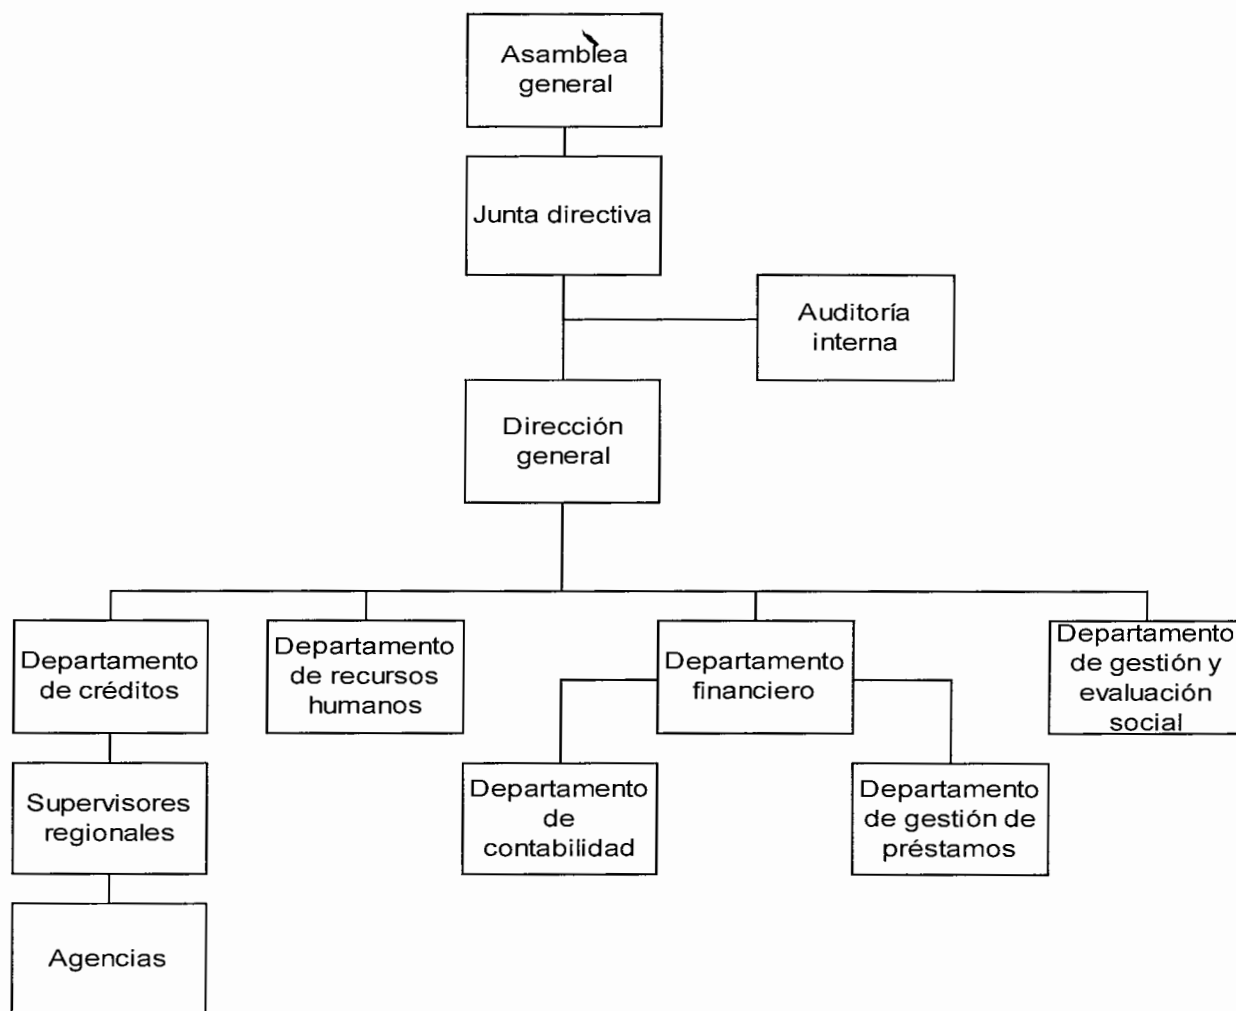 Asamblea
general
Junta directiva
Auditoría
interna
Dirección
general
Departamento
de créditos
Departamento
de recursos
humanos
Departamento
financiero
Departamento
de gestión y
evaluación
social
Supervisores
regionales
Departamento
de
contabilidad
Departamento
de gestión de
préstamos
Agencias